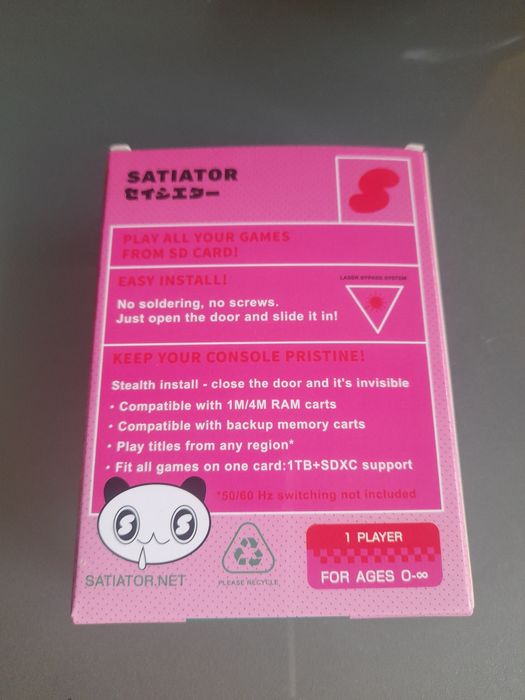 SATIATOR
セイシエター
PLAY ALL YOUR GAMES
FROM SD CARD!
EASY INSTALL!
LASER BYPASS SYSTEM
No soldering, no screws.
Just open the door and slide it in!
KEEP YOUR CONSOLE PRISTINE!
Stealth install - close the door and it's invisible
• Compatible with 1M/4M RAM carts
• Compatible with backup memory carts
• Play titles from any region*
• Fit all games on one card:1TB+SDXC support
*50/60 Hz switching not included
1 PLAYER
FOR AGES 0-∞
SATIATOR.NET
PLEASE RECYCLE